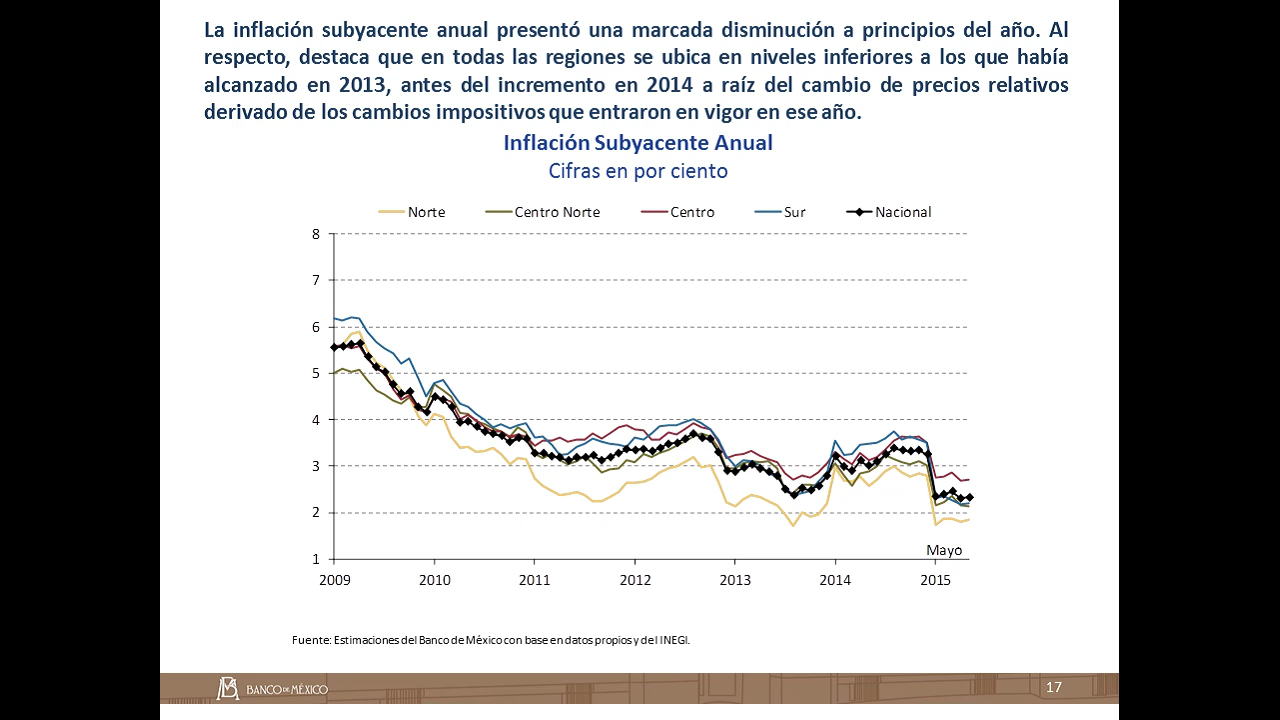 La inflación subyacente anual presentó una marcada disminución a principios del año. Al
respecto, destaca que en todas las regiones se ubica en niveles inferiores a los que había
alcanzado en 2013, antes del incremento en 2014 a raíz del cambio de precios relativos
derivado de los cambios impositivos que entraron en vigor en ese año.
Inflación Subyacente Anual
Cifras en por ciento
Norte Centro Norte Centro Sur Nacional
8
7
6
5
4
3
2
1
Mayo
2009 2010 2011 2012 2013 2014 2015
Fuente: Estimaciones del Banco de México con base en datos propios y del INEGI.
BANCO DE MÉXICO
17